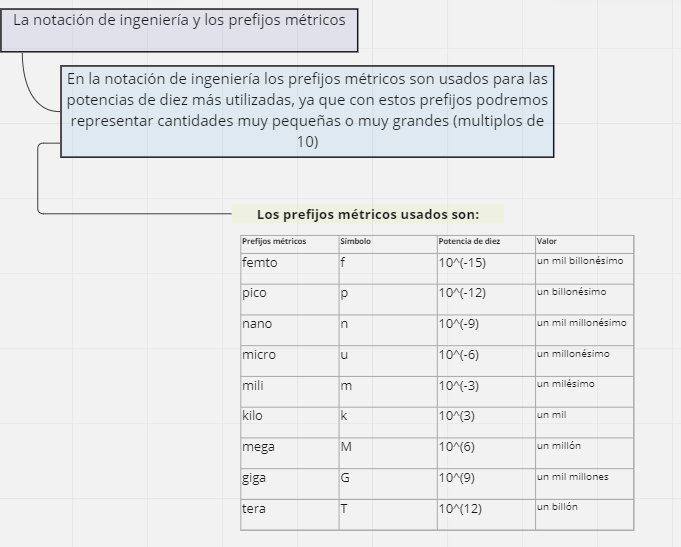 La notación de ingeniería y los prefijos métricos
En la notación de ingeniería los prefijos métricos son usados para las
potencias de diez más utilizadas, ya que con estos prefijos podremos
representar cantidades muy pequeñas o muy grandes (multiplos de
10)
Los prefijos métricos usados son:
Prefijos métricos Símbolo Potencia de diez Valor
femto f 10^(-15) un mil billonésimo
pico p 10^(-12) un billonésimo
nano n 10^(-9) un mil millonésimo
micro u 10^(-6) un millonésimo
mili m 10^(-3) un milésimo
kilo k 10^(3) un mil
mega M 10^(6) un millón
giga G 10^(9) un mil millones
tera T 10^(12) un billón